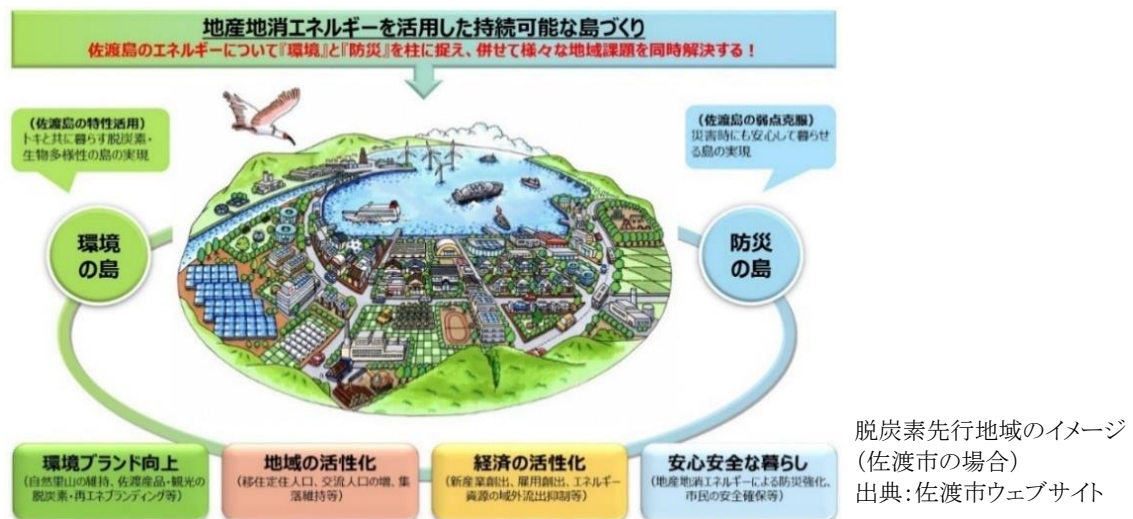 地産地消エネルギーを活用した持続可能な島づくり
佐渡島のエネルギーについて『環境』と『防災』を柱に捉え、併せて様々な地域課題を同時解決する！
(佐渡島の特性活用)
トキと共に暮らす脱炭素・
生物多様性の島の実現
(佐渡島の弱点克服)
災害時にも安心して暮らせ
る島の実現
環境
の島
防災
の島
環境ブランド向上
(自然里山の維持、佐渡産品・観光の
脱炭素・再エネブランディング等)
地域の活性化
(移住定住人口、交流人口の増、集
落維持等)
経済の活性化
(新産業創出、雇用創出、エネルギー
資源の域外流出抑制等)
安心安全な暮らし
(地産地消エネルギーによる防災強化、
市民の安全確保等)
脱炭素先行地域のイメージ
(佐渡市の場合)
出典:佐渡市ウェブサイト